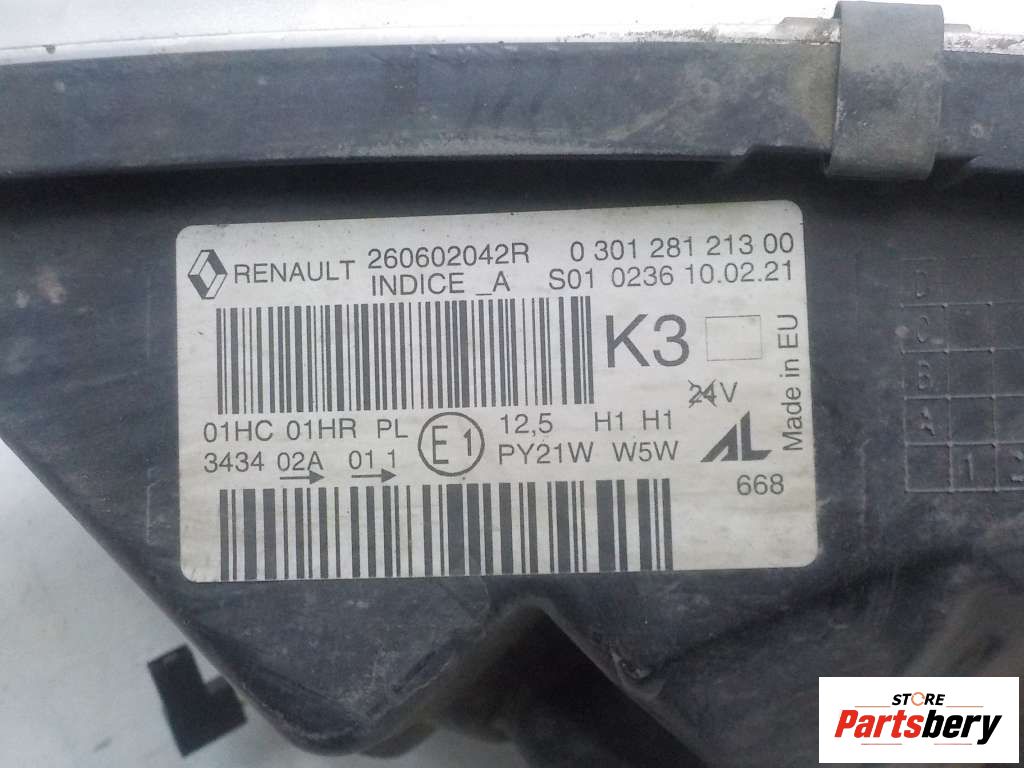 RENAULT 260602042R 0 301 281 213 00
INDICE _A S01 0236 10.02.21
K3
Made in EU
24V
01HC 01HR PL E1 12,5 H1 H1
3434 02A 01 1 PY21W W5W AL
668
D
C
B
A
1 2
STORE
Partsbery